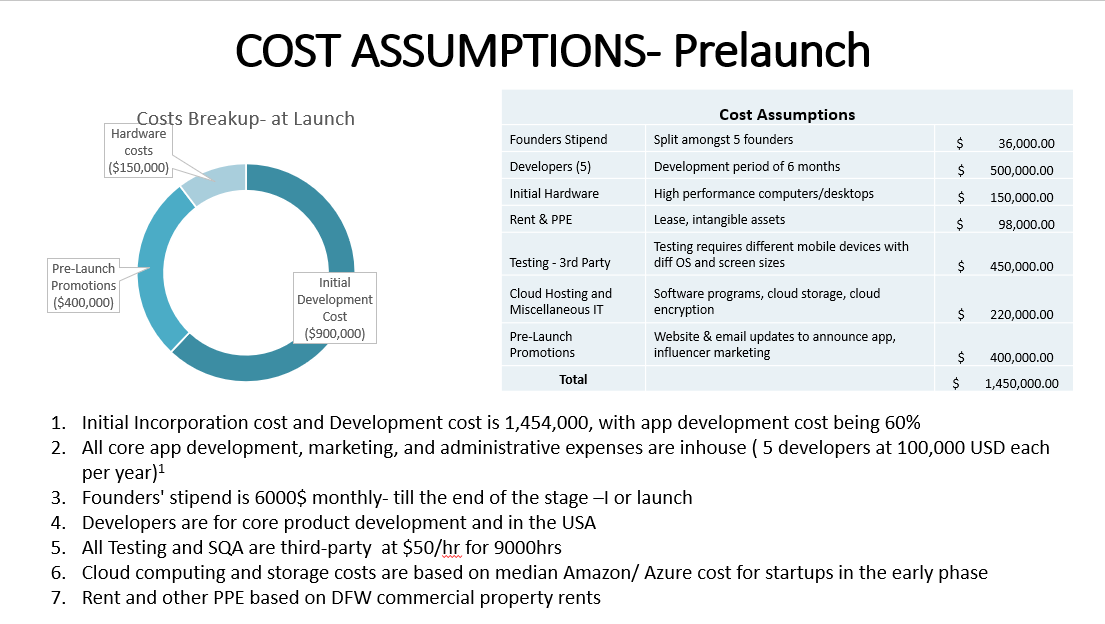 COST ASSUMPTIONS- Prelaunch
Costs Breakup- at Launch
Hardware
costs
($150,000)
Pre-Launch
Promotions
($400,000)
Initial
Development
Cost
($900,000)
Cost Assumptions
Founders Stipend Split amongst 5 founders $ 36,000.00
Developers (5) Development period of 6 months $ 500,000.00
Initial Hardware High performance computers/desktops $ 150,000.00
Rent & PPE Lease, intangible assets $ 98,000.00
Testing requires different mobile devices with
Testing - 3rd Party diff OS and screen sizes $ 450,000.00
Cloud Hosting and Software programs, cloud storage, cloud
Miscellaneous IT encryption $ 220,000.00
Pre-Launch Website & email updates to announce app,
Promotions influencer marketing $ 400,000.00
Total $ 1,450,000.00
1. Initial Incorporation cost and Development cost is 1,454,000, with app development cost being 60%
2. All core app development, marketing, and administrative expenses are inhouse ( 5 developers at 100,000 USD each
per year)1
3. Founders' stipend is 6000$ monthly- till the end of the stage –I or launch
4. Developers are for core product development and in the USA
5. All Testing and SQA are third-party  at $50/hr for 9000hrs
6. Cloud computing and storage costs are based on median Amazon/ Azure cost for startups in the early phase
7. Rent and other PPE based on DFW commercial property rents